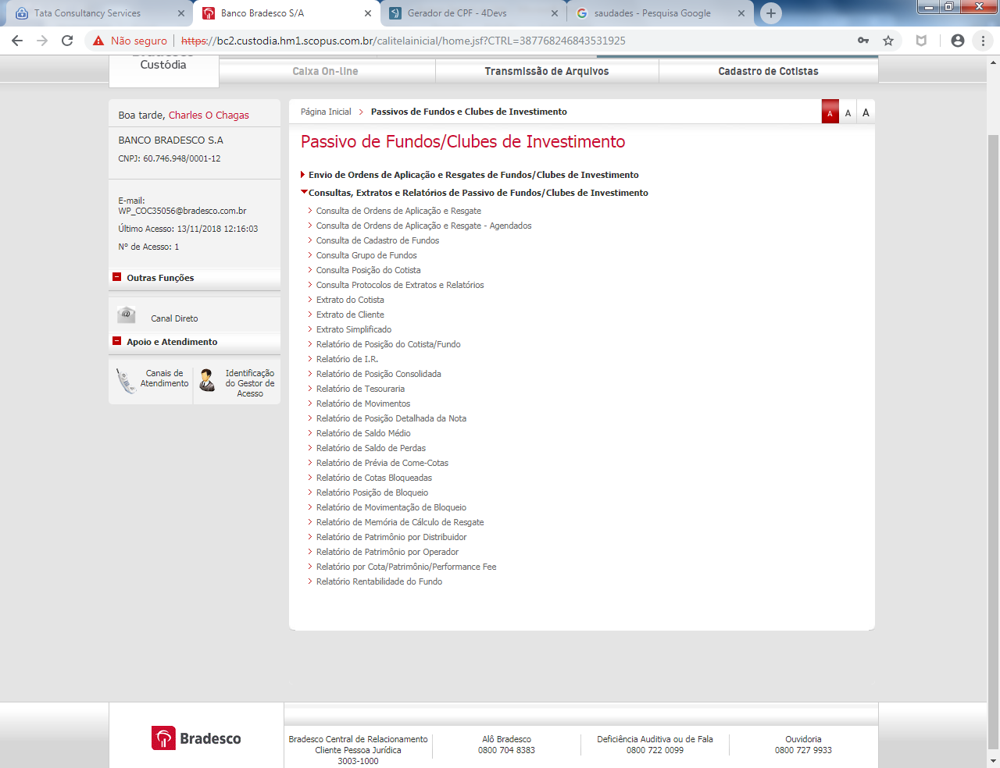 Tata Consultancy Services
Banco Bradesco S/A
Gerador de CPF - 4Devs
saudades - Pesquisa Google
Não seguro
https://bc2.custodia.hm1.scopus.com.br/calitelainicial/home.jsf?CTRL=387768246843531925
Bradesco
Custódia
Caixa On-line
Transmissão de Arquivos
Cadastro de Cotistas
Boa tarde, Charles O Chagas
BANCO BRADESCO S.A
CNPJ: 60.746.948/0001-12
E-mail:
WP_COC35056@bradesco.com.br
Último Acesso: 13/11/2018 12:16:03
Nº de Acesso: 1
Outras Funções
Canal Direto
Apoio e Atendimento
Canais de
Atendimento
Identificação
do Gestor de
Acesso
Página Inicial > Passivos de Fundos e Clubes de Investimento
A A A
Passivo de Fundos/Clubes de Investimento
Envio de Ordens de Aplicação e Resgates de Fundos/Clubes de Investimento
Consultas, Extratos e Relatórios de Passivo de Fundos/Clubes de Investimento
Consulta de Ordens de Aplicação e Resgate
Consulta de Ordens de Aplicação e Resgate - Agendados
Consulta de Cadastro de Fundos
Consulta Grupo de Fundos
Consulta Posição do Cotista
Consulta Protocolos de Extratos e Relatórios
Extrato do Cotista
Extrato de Cliente
Extrato Simplificado
Relatório de Posição do Cotista/Fundo
Relatório de I.R.
Relatório de Posição Consolidada
Relatório de Tesouraria
Relatório de Movimentos
Relatório de Posição Detalhada da Nota
Relatório de Saldo Médio
Relatório de Saldo de Perdas
Relatório de Prévia de Come-Cotas
Relatório de Cotas Bloqueadas
Relatório Posição de Bloqueio
Relatório de Movimentação de Bloqueio
Relatório de Memória de Cálculo de Resgate
Relatório de Patrimônio por Distribuidor
Relatório de Patrimônio por Operador
Relatório por Cota/Patrimônio/Performance Fee
Relatório Rentabilidade do Fundo
Bradesco
Bradesco Central de Relacionamento
Cliente Pessoa Jurídica
3003-1000
Alô Bradesco
0800 704 8383
Deficiência Auditiva ou de Fala
0800 722 0099
Ouvidoria
0800 727 9933